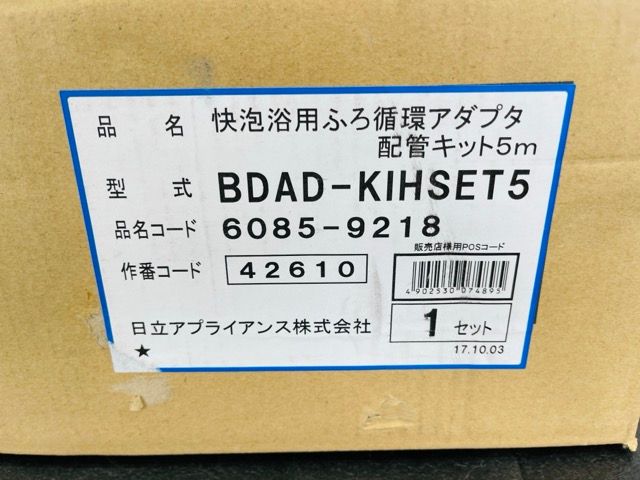 品名 快泡浴用ふろ循環アダプタ
配管キット5m
型式 BDAD-KIHSET5
品名コード 6085-9218
販売店様用POSコード
作番コード 42610
4902530074895
日立アプライアンス株式会社
1セット
★
17.10.03